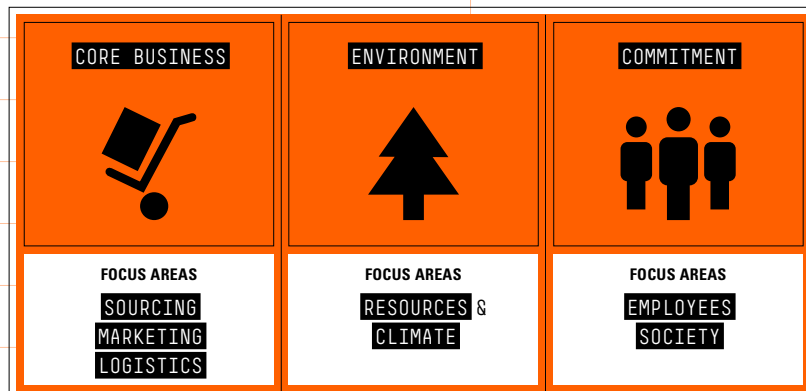 CORE BUSINESS
FOCUS AREAS
SOURCING
MARKETING
LOGISTICS
ENVIRONMENT
FOCUS AREAS
RESOURCES &
CLIMATE
COMMITMENT
FOCUS AREAS
EMPLOYEES
SOCIETY